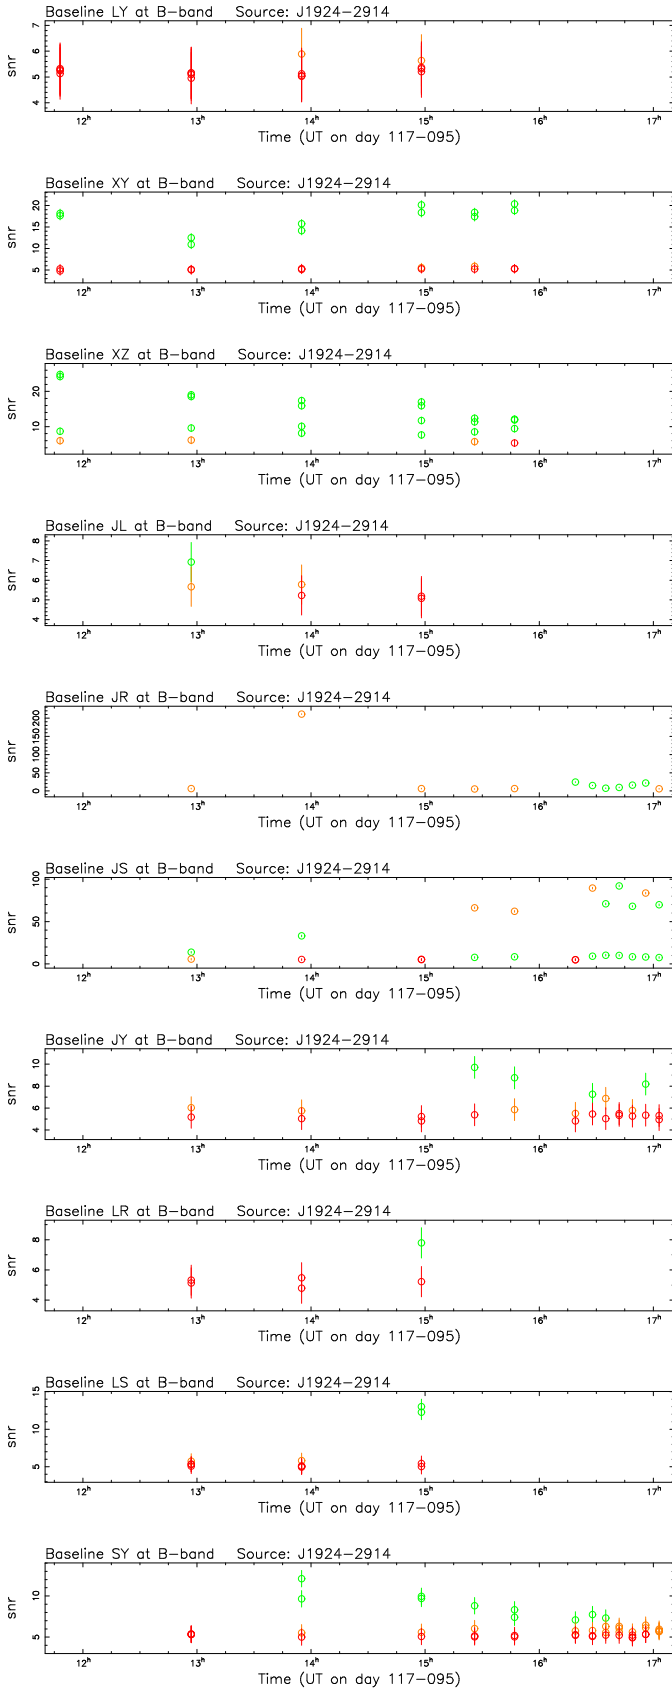 Baseline LY at B-band Source: J1924-2914
7
6
5
4
snr
12h 13h 14h 15h 16h 17h
Time (UT on day 117-095)
Baseline XY at B-band Source: J1924-2914
20
15
10
5
snr
12h 13h 14h 15h 16h 17h
Time (UT on day 117-095)
Baseline XZ at B-band Source: J1924-2914
20
10
snr
12h 13h 14h 15h 16h 17h
Time (UT on day 117-095)
Baseline JL at B-band Source: J1924-2914
8
7
6
5
4
snr
12h 13h 14h 15h 16h 17h
Time (UT on day 117-095)
Baseline JR at B-band Source: J1924-2914
200
150
100
50
0
snr
12h 13h 14h 15h 16h 17h
Time (UT on day 117-095)
Baseline JS at B-band Source: J1924-2914
100
50
0
snr
12h 13h 14h 15h 16h 17h
Time (UT on day 117-095)
Baseline JY at B-band Source: J1924-2914
10
8
6
4
snr
12h 13h 14h 15h 16h 17h
Time (UT on day 117-095)
Baseline LR at B-band Source: J1924-2914
8
6
4
snr
12h 13h 14h 15h 16h 17h
Time (UT on day 117-095)
Baseline LS at B-band Source: J1924-2914
15
10
5
snr
12h 13h 14h 15h 16h 17h
Time (UT on day 117-095)
Baseline SY at B-band Source: J1924-2914
10
5
snr
12h 13h 14h 15h 16h 17h
Time (UT on day 117-095)